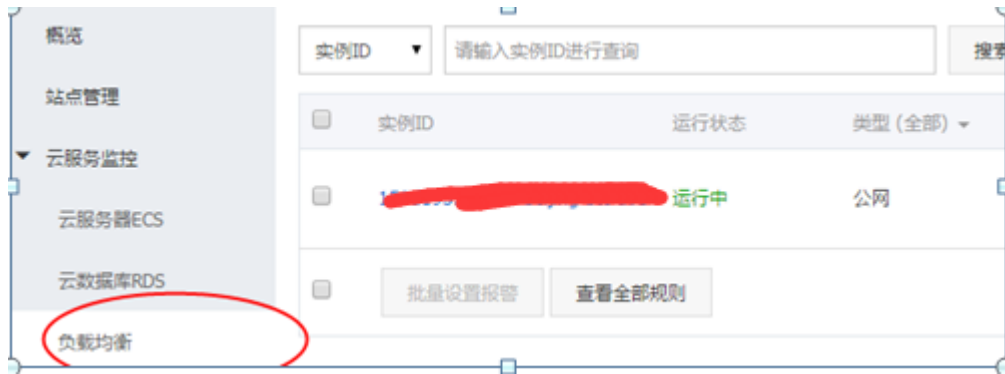 概览
站点管理
云服务监控
云服务器ECS
云数据库RDS
负载均衡
实例ID
请输入实例ID进行查询
搜索
实例ID 运行状态 类型 (全部)
运行中 公网
批量设置报警 查看全部规则